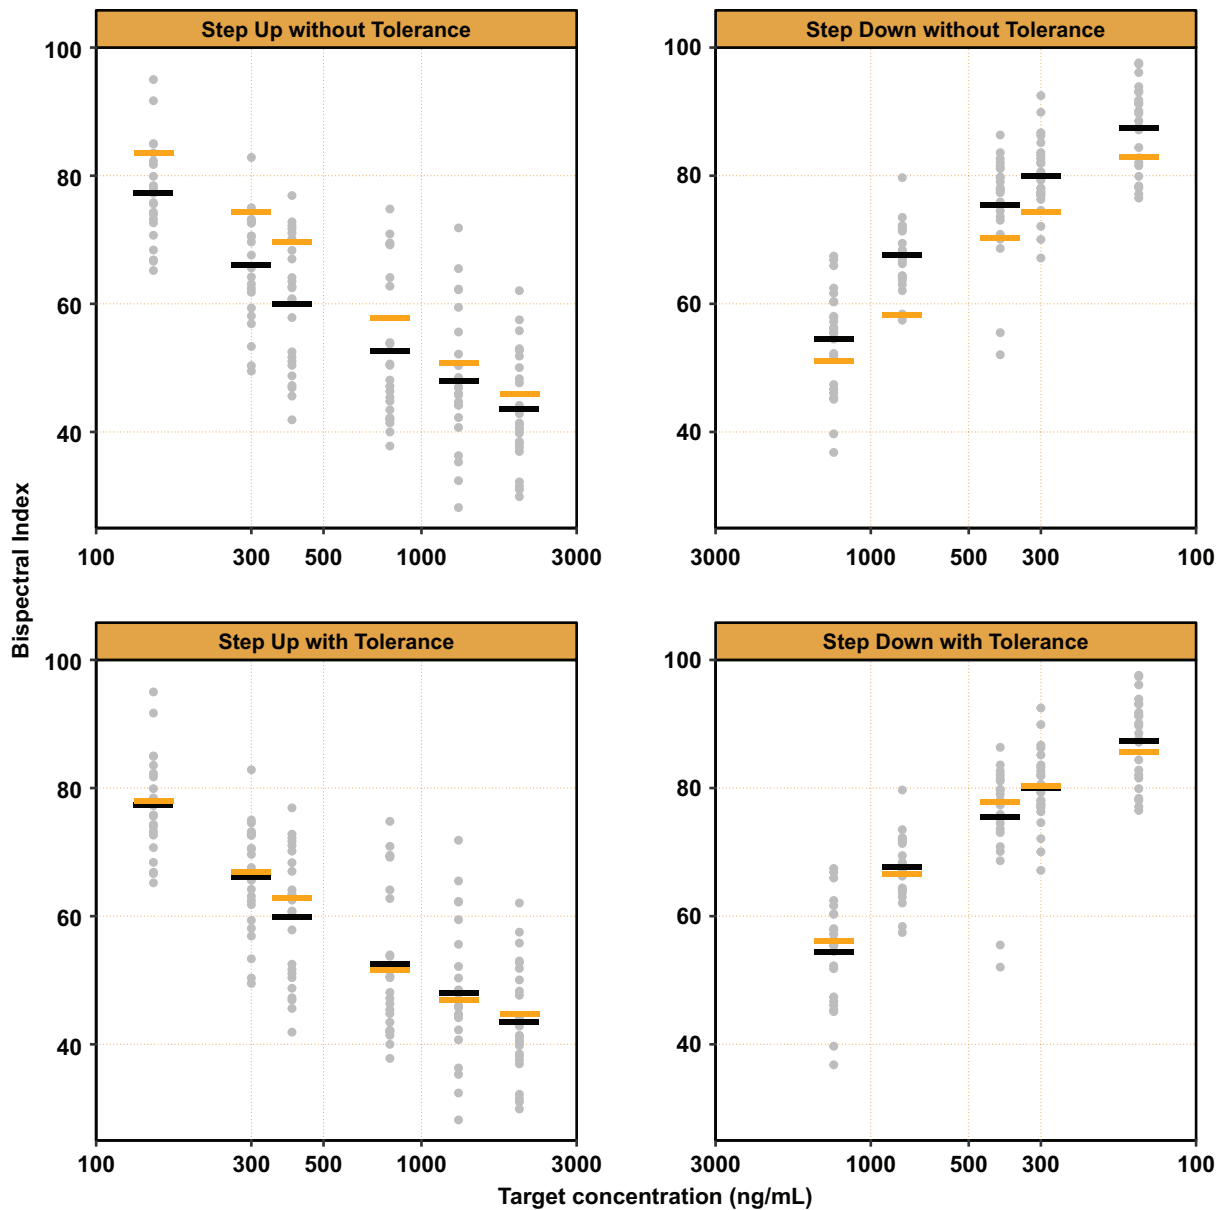 Step Up without Tolerance
Step Down without Tolerance
100
80
60
40
100 300 500 1000 3000
100
80
60
40
3000 1000 500 300 100
Bispectral Index
Step Up with Tolerance
Step Down with Tolerance
100
80
60
40
100 300 500 1000 3000
100
80
60
40
3000 1000 500 300 100
Target concentration (ng/mL)